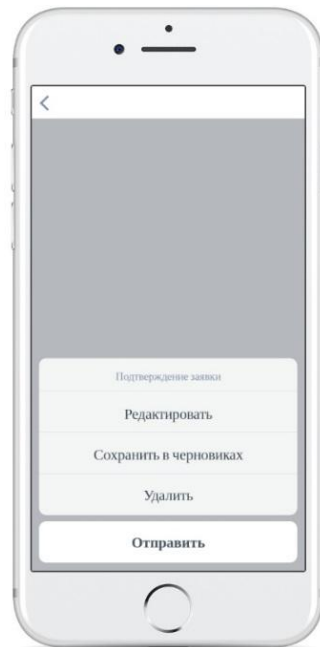 Подтверждение заявки
Редактировать
Сохранить в черновиках
Удалить
Отправить